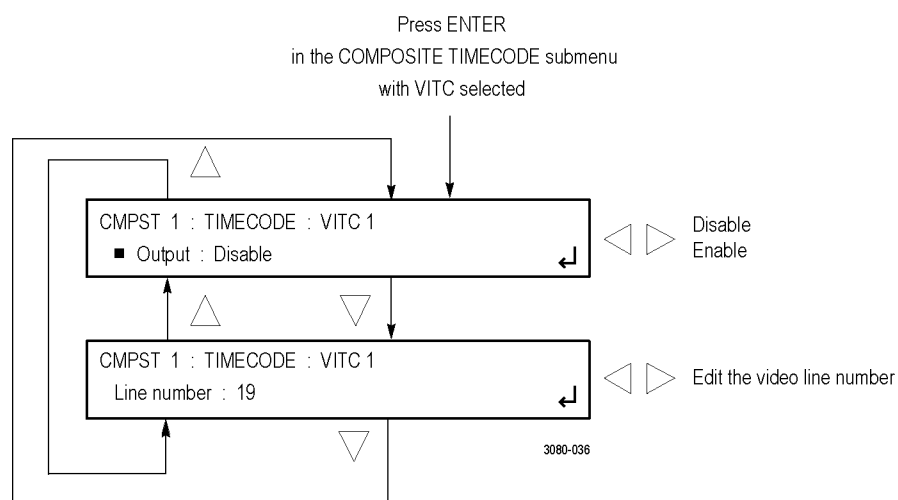 Press ENTER
in the COMPOSITE TIMECODE submenu
with VITC selected
CMPST 1 : TIMECODE : VITC 1
■ Output : Disable
Disable
Enable
CMPST 1 : TIMECODE : VITC 1
Line number : 19
Edit the video line number
3080-036